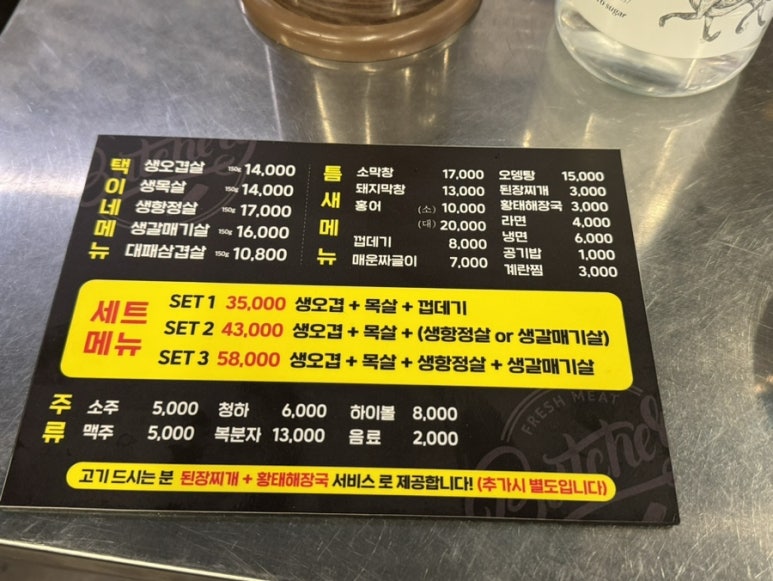 택이네메뉴
생오겹살 150g 14,000
생목살 150g 14,000
생항정살 150g 17,000
생갈매기살 150g 16,000
대패삼겹살 150g 10,800
틈새메뉴
소막창 17,000
돼지막창 13,000
홍어 (소) 10,000
(대) 20,000
껍데기 8,000
매운짜글이 7,000
오뎅탕 15,000
된장찌개 3,000
황태해장국 3,000
라면 4,000
냉면 6,000
공기밥 1,000
계란찜 3,000
세트메뉴
SET 1 35,000 생오겹 + 목살 + 껍데기
SET 2 43,000 생오겹 + 목살 + (생항정살 or 생갈매기살)
SET 3 58,000 생오겹 + 목살 + 생항정살 + 생갈매기살
주류
소주 5,000 청하 6,000 하이볼 8,000
맥주 5,000 복분자 13,000 음료 2,000
고기 드시는 분 된장찌개 + 황태해장국 서비스 로 제공합니다! (추가시 별도입니다)
FRESH MEAT
Butchery
sugar